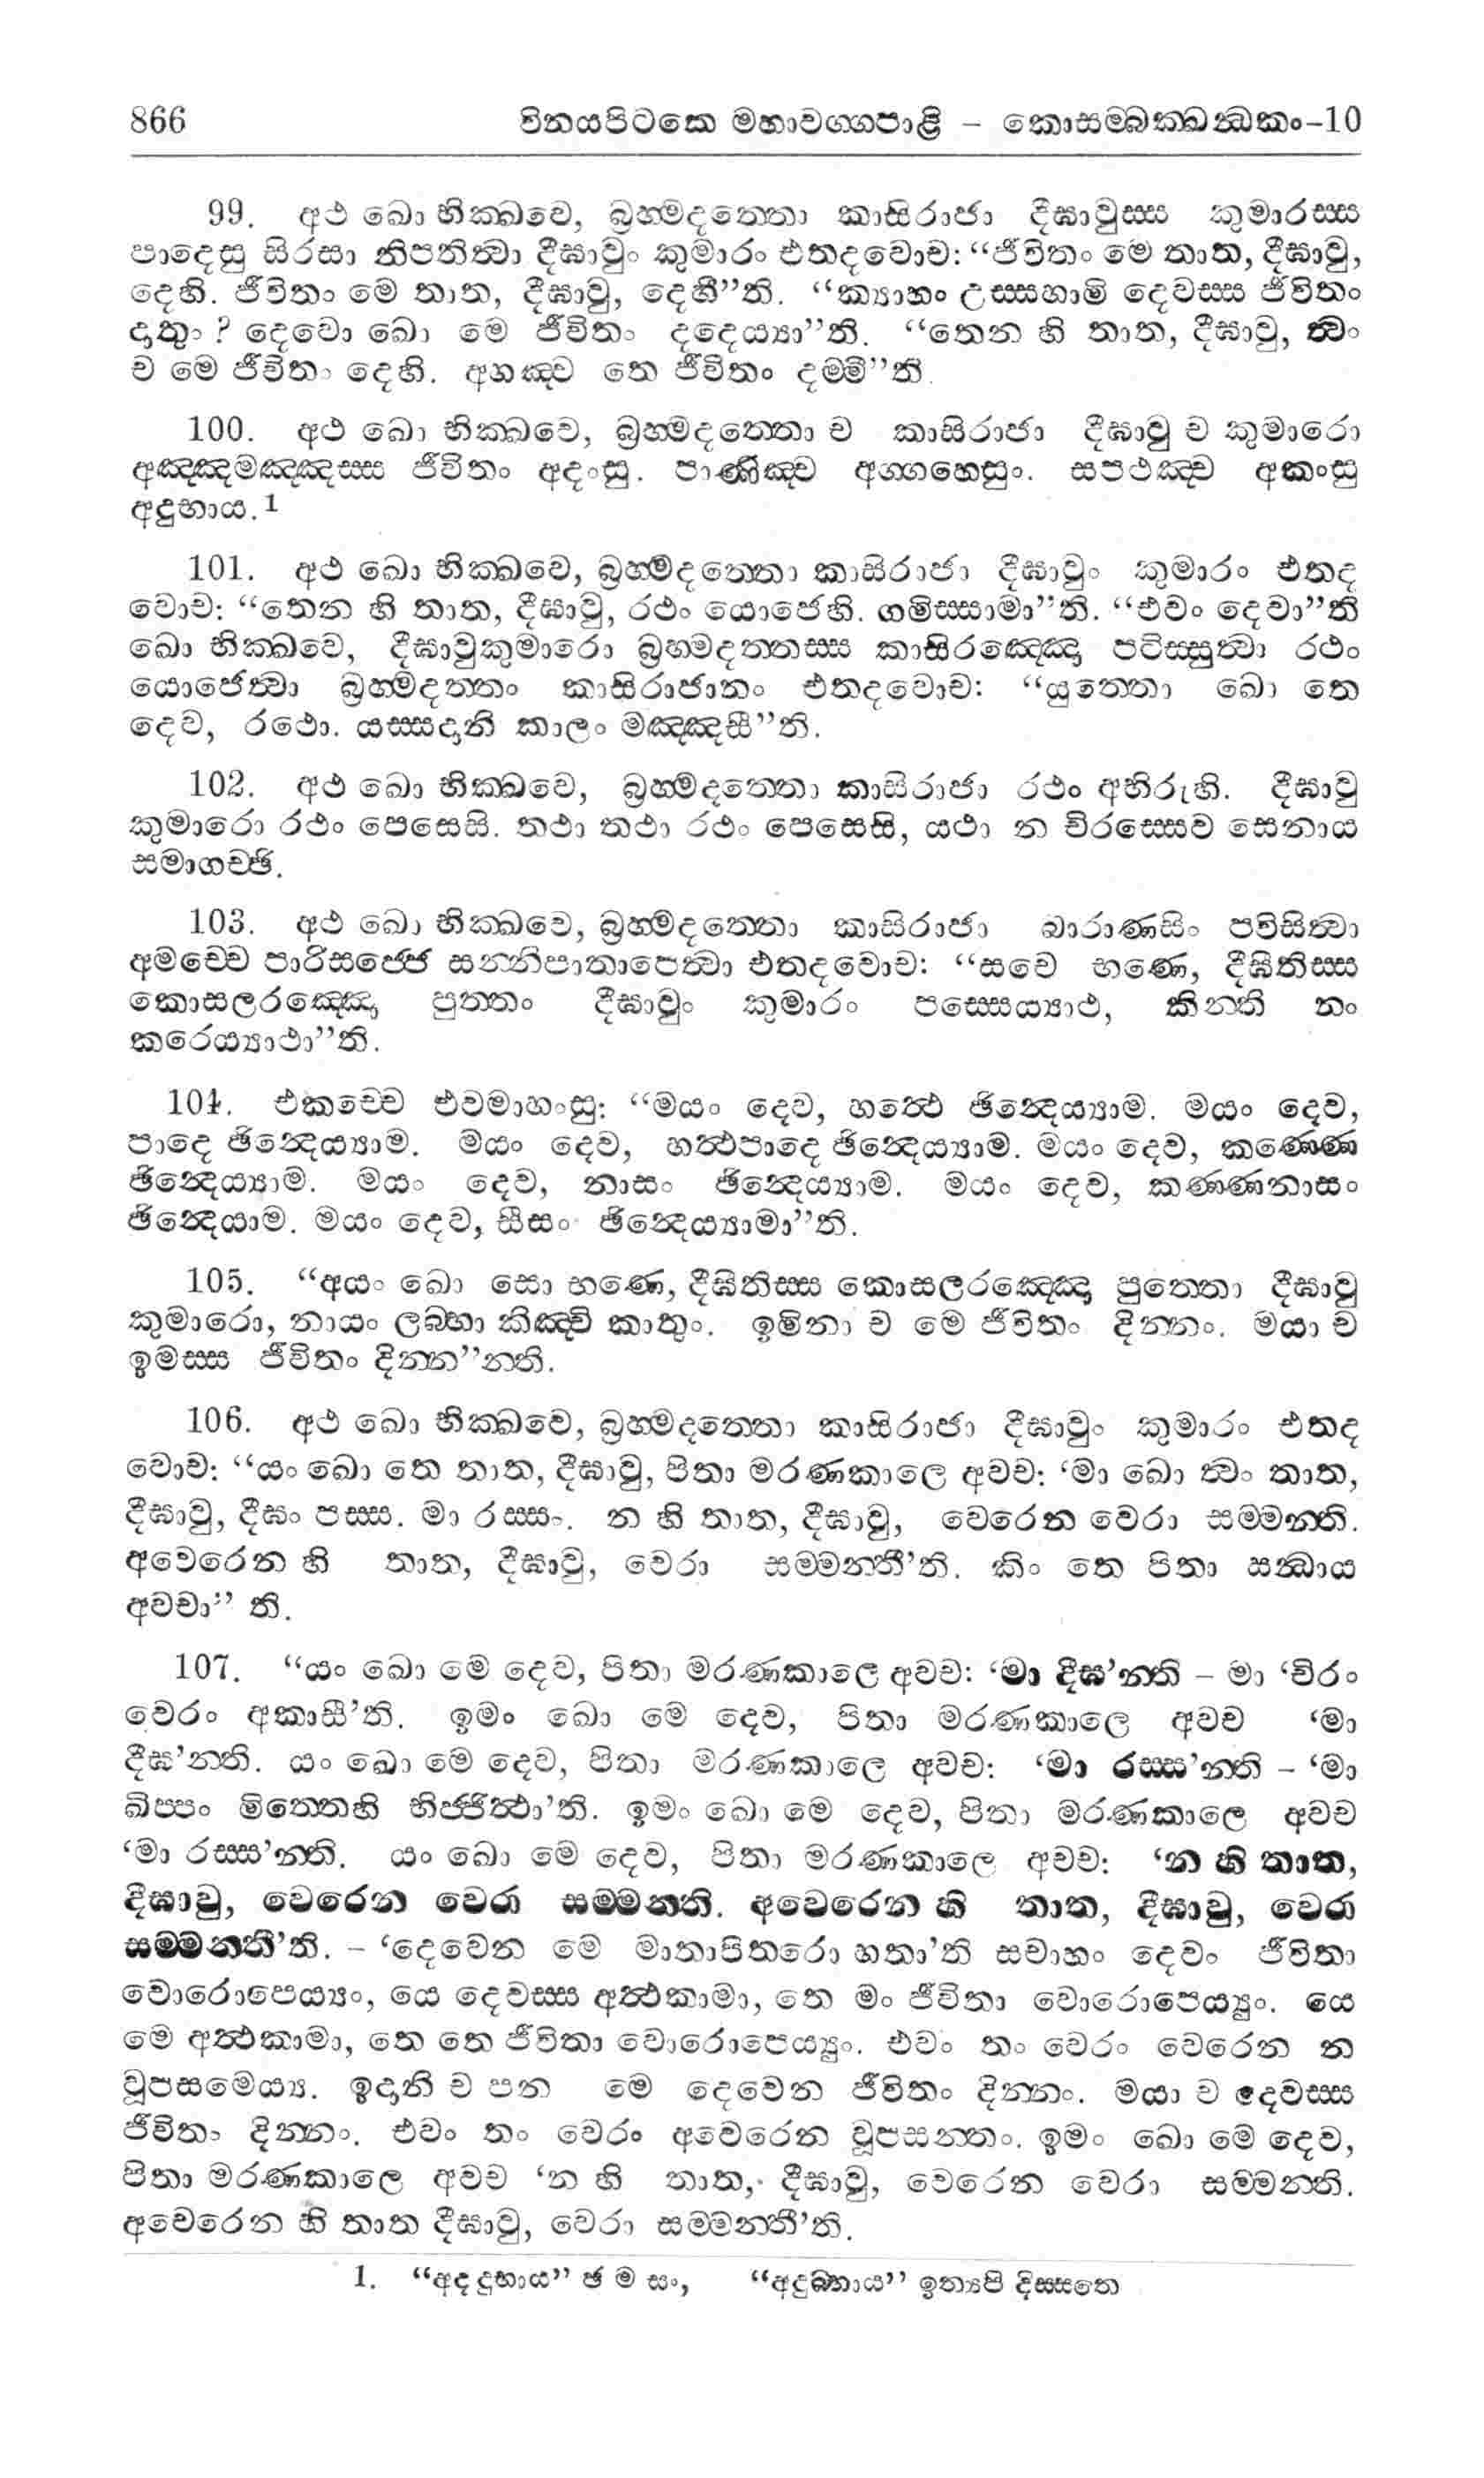 866 විනයපිටකෙ මහාවග්ගපාළි – කොසම්බක්ඛන්ධකං–10
99. අථ ඛො භික්ඛවෙ, බ්‍රහ්මදත්තො කාසිරාජා දීඝාවුස්ස කුමාරස්ස
පාදෙසු සිරසා නිපතිත්වා දීඝාවුං කුමාරං එතදවොච: “ජීවිතං මෙ තාත, දීඝාවු,
දෙහි. ජීවිතං මෙ තාත, දීඝාවු, දෙහී”ති. “ක්‍යාහං උස්සහාමි දෙවස්ස ජීවිතං
දාතුං ? දෙවො ඛො මෙ ජීවිතං දදෙය්‍යා”ති. “තෙන හි තාත, දීඝාවු, ත්වං
ච මෙ ජීවිතං දෙහි. අහඤ්ච තෙ ජීවිතං දම්මී”ති.
100. අථ ඛො භික්ඛවෙ, බ්‍රහ්මදත්තො ච කාසිරාජා දීඝාවු ච කුමාරො
අඤ්ඤමඤ්ඤස්ස ජීවිතං අදංසු. පාණිඤ්ච අග්ගහෙසුං. සපථඤ්ච අකංසු
අදුභාය.1
101. අථ ඛො භික්ඛවෙ, බ්‍රහ්මදත්තො කාසිරාජා දීඝාවුං කුමාරං එතද
වොච: “තෙන හි තාත, දීඝාවු, රථං යොජෙහි. ගමිස්සාමා”ති. “එවං දෙවා”ති
ඛො භික්ඛවෙ, දීඝාවුකුමාරො බ්‍රහ්මදත්තස්ස කාසිරඤ්ඤො පටිස්සුත්වා රථං
යොජෙත්වා බ්‍රහ්මදත්තං කාසිරාජානං එතදවොච: “යුත්තො ඛො තෙ
දෙව, රථො. යස්සදානි කාලං මඤ්ඤසී”ති.
102. අථ ඛො භික්ඛවෙ, බ්‍රහ්මදත්තො කාසිරාජා රථං අභිරුහි. දීඝාවු
කුමාරො රථං පෙසෙසි. තථා තථා රථං පෙසෙසි, යථා න චිරස්සෙව සෙනාය
සමාගච්ඡි.
103. අථ ඛො භික්ඛවෙ, බ්‍රහ්මදත්තො කාසිරාජා බාරාණසිං පවිසිත්වා
අමච්චෙ පාරිසජ්ජෙ සන්නිපාතාපෙත්වා එතදවොච: “සචෙ භණෙ, දීඝීතිස්ස
කොසලරඤ්ඤො පුත්තං දීඝාවුං කුමාරං පස්සෙය්‍යාථ, කින්ති නං
කරෙය්‍යාථා”ති.
104. එකච්චෙ එවමාහංසු: “මයං දෙව, හත්ථෙ ඡින්දෙය්‍යාම. මයං දෙව,
පාදෙ ඡින්දෙය්‍යාම. මයං දෙව, හත්ථපාදෙ ඡින්දෙය්‍යාම. මයං දෙව, කණ්ණෙ
ඡින්දෙය්‍යාම. මයං දෙව, නාසං ඡින්දෙය්‍යාම. මයං දෙව, කණ්ණනාසං
ඡින්දෙයාම. මයං දෙව, සීසං ඡින්දෙය්‍යාමා”ති.
105. “අයං ඛො සො භණෙ, දීඝීතිස්ස කොසලරඤ්ඤො පුත්තො දීඝාවු
කුමාරො, නායං ලබ්භා කිඤ්චි කාතුං. ඉමිනා ච මෙ ජීවිතං දින්නං. මයා ච
ඉමස්ස ජීවිතං දින්න”න්ති.
106. අථ ඛො භික්ඛවෙ, බ්‍රහ්මදත්තො කාසිරාජා දීඝාවුං කුමාරං එතද
වොච: “යං ඛො තෙ තාත, දීඝාවු, පිතා මරණකාලෙ අවච: ‘මා ඛො ත්වං තාත,
දීඝාවු, දීඝං පස්ස. මා රස්සං. න හි තාත, දීඝාවු, වෙරෙන වෙරා සම්මන්ති.
අවෙරෙන හි තාත, දීඝාවු, වෙරා සම්මන්තී’ති. කිං තෙ පිතා සන්ධාය
අවචා” ති.
107. “යං ඛො මෙ දෙව, පිතා මරණකාලෙ අවච: ‘මා දීඝ’න්ති – මා ‘චිරං
වෙරං අකාසී’ති. ඉමං ඛො මෙ දෙව, පිතා මරණකාලෙ අවච ‘මා
දීඝ’න්ති. යං ඛො මෙ දෙව, පිතා මරණකාලෙ අවච: ‘මා රස්ස’න්ති – ‘මා
ඛිප්පං මිත්තෙහි භිජ්ජිත්ථා’ති. ඉමං ඛො මෙ දෙව, පිතා මරණකාලෙ අවච
‘මා රස්ස’න්ති. යං ඛො මෙ දෙව, පිතා මරණකාලෙ අවච: ‘න හි තාත,
දීඝාවු, වෙරෙන වෙරා සම්මන්ති. අවෙරෙන හි තාත, දීඝාවු, වෙරා
සම්මන්තී’ති. – ‘දෙවෙන මෙ මාතාපිතරො හතා’ති සචාහං දෙවං ජීවිතා
වොරොපෙය්‍යං, යෙ දෙවස්ස අත්ථකාමා, තෙ මං ජීවිතා වොරොපෙය්‍යුං. යෙ
මෙ අත්ථකාමා, තෙ තෙ ජීවිතා වොරොපෙය්‍යුං. එවං තං වෙරං වෙරෙන න
වූපසමෙය්‍ය. ඉදානි ච පන මෙ දෙවෙන ජීවිතං දින්නං. මයා ච දෙවස්ස
ජීවිතං දින්නං. එවං තං වෙරං අවෙරෙන වූපසන්තං. ඉමං ඛො මෙ දෙව,
පිතා මරණකාලෙ අවච ‘න හි තාත, දීඝාවු, වෙරෙන වෙරා සම්මන්ති.
අවෙරෙන හි තාත දීඝාවු, වෙරා සම්මන්තී’ති.
1. “අද දුභාය” ඡ ම සං, “අදුබ්භාය” ඉත්‍යපි දිස්සතෙ